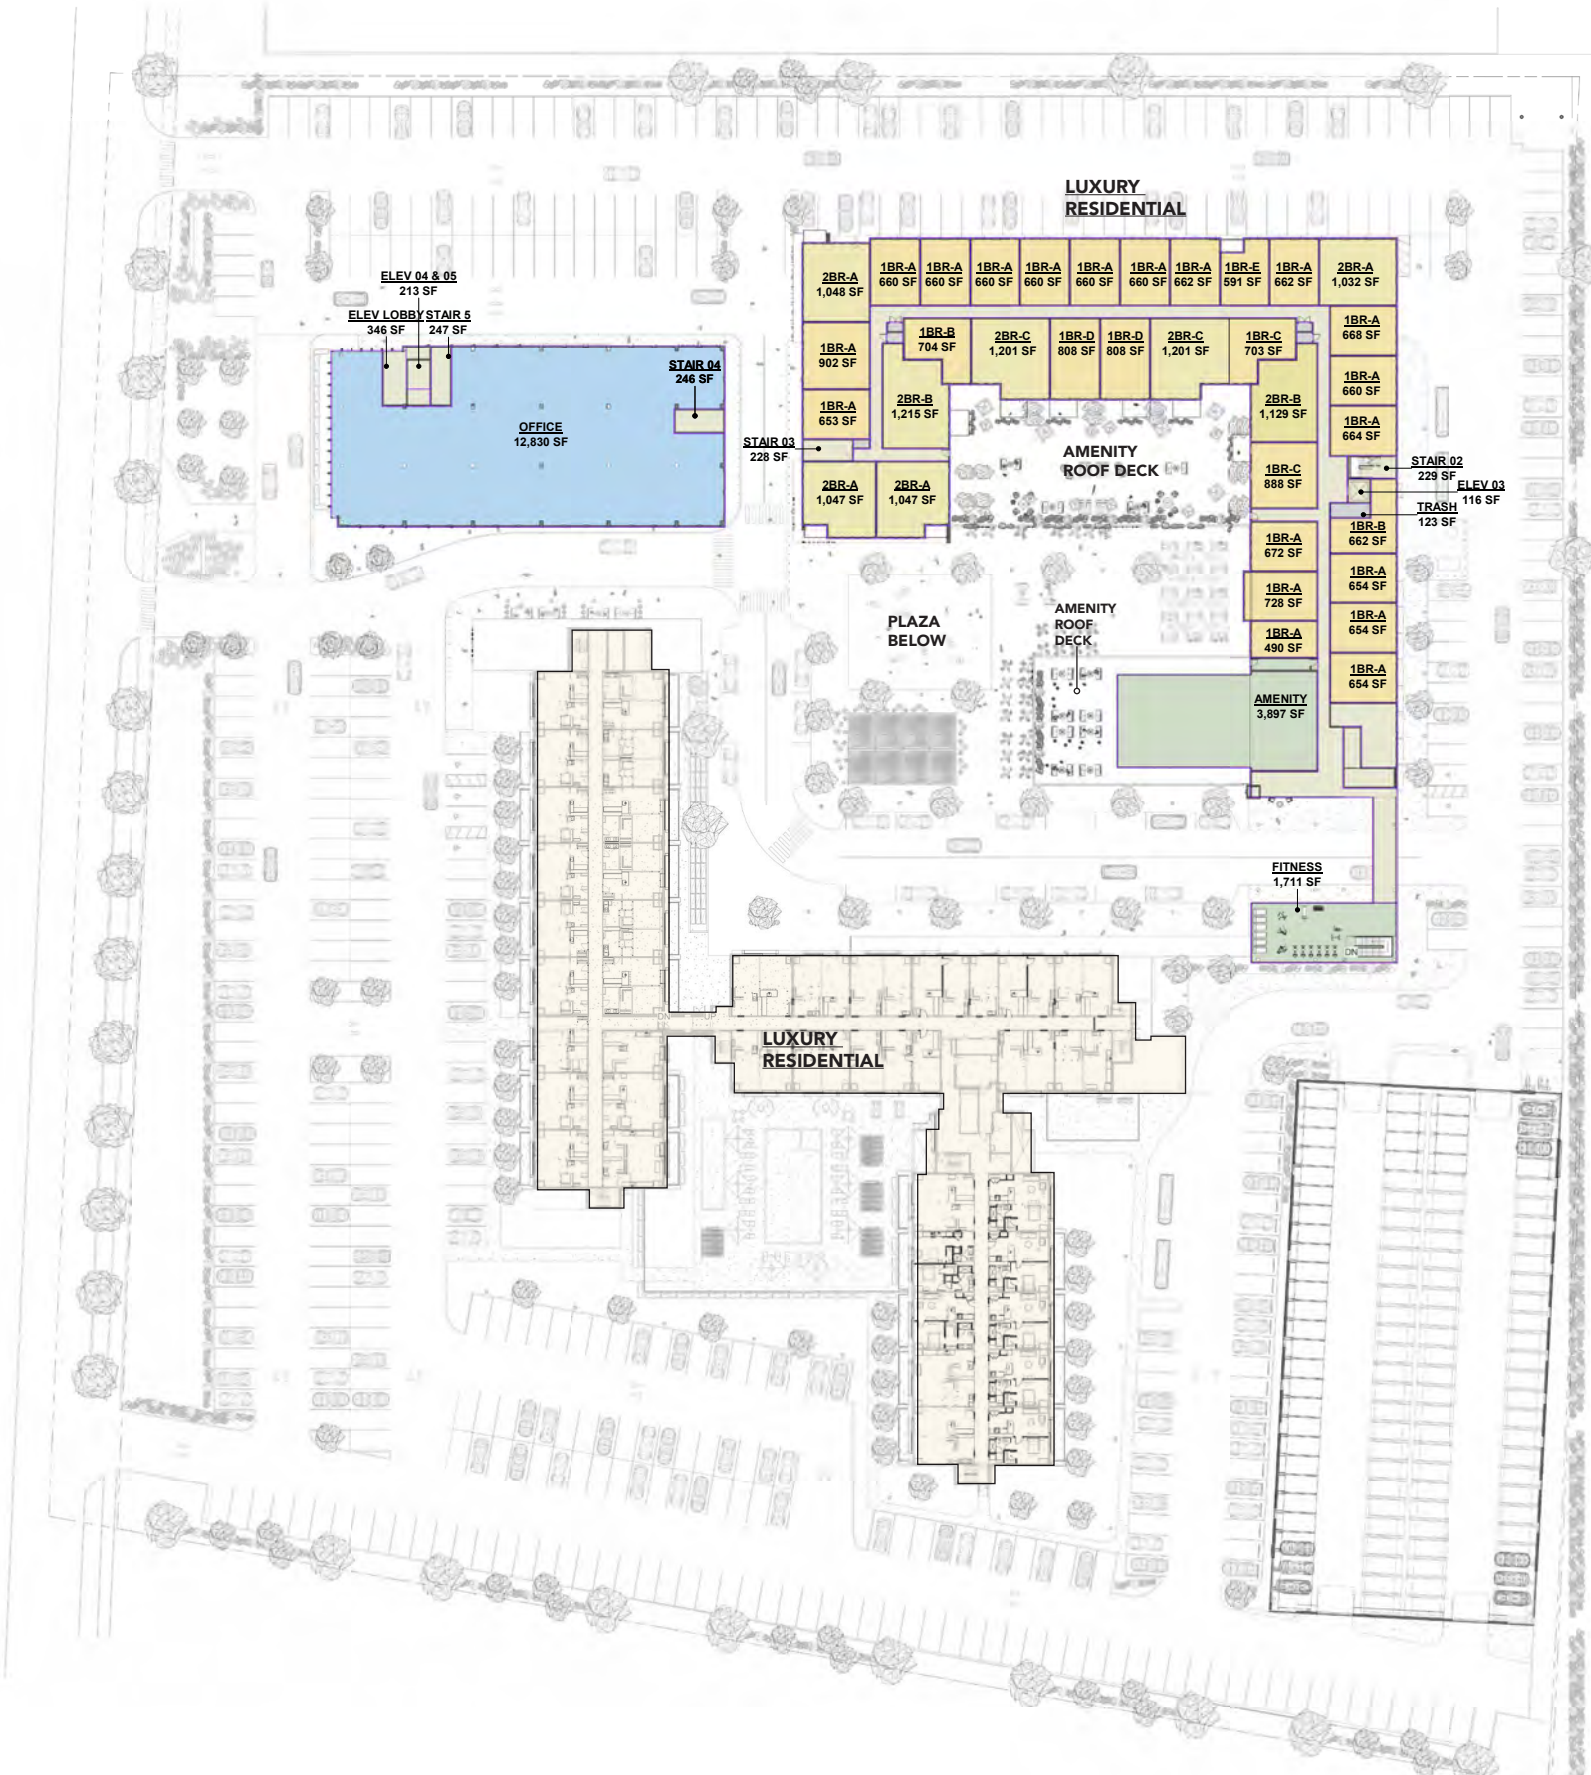 LUXURY
RESIDENTIAL
ELEV 04 & 05
213 SF
ELEV LOBBY
346 SF
STAIR 5
247 SF
STAIR 04
246 SF
OFFICE
12,830 SF
2BR-A
1,048 SF
1BR-A
660 SF
1BR-A
660 SF
1BR-A
660 SF
1BR-A
660 SF
1BR-A
660 SF
1BR-A
660 SF
1BR-A
662 SF
1BR-E
591 SF
1BR-A
662 SF
2BR-A
1,032 SF
1BR-A
902 SF
1BR-B
704 SF
2BR-C
1,201 SF
1BR-D
808 SF
1BR-D
808 SF
2BR-C
1,201 SF
1BR-C
703 SF
1BR-A
668 SF
1BR-A
660 SF
1BR-A
653 SF
2BR-B
1,215 SF
2BR-B
1,129 SF
1BR-A
664 SF
STAIR 03
228 SF
AMENITY
ROOF DECK
1BR-C
888 SF
STAIR 02
229 SF
ELEV 03
116 SF
TRASH
123 SF
2BR-A
1,047 SF
2BR-A
1,047 SF
1BR-B
662 SF
1BR-A
672 SF
1BR-A
654 SF
1BR-A
728 SF
1BR-A
654 SF
PLAZA
BELOW
AMENITY
ROOF
DECK
1BR-A
490 SF
1BR-A
654 SF
AMENITY
3,897 SF
FITNESS
1,711 SF
DN
DN
LUXURY
RESIDENTIAL